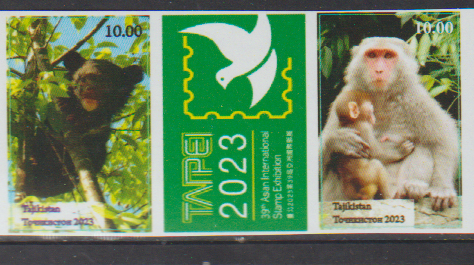 10.00
Tajikistan
Тоҷикистон 2023
TAIPEI
2023
39th Asian International
Stamp Exhibition
10.00
Tajikistan
Тоҷикистон 2023